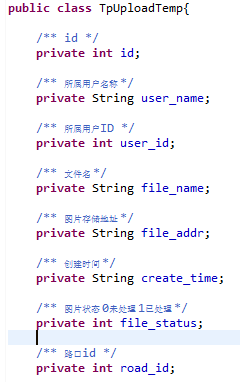 public class TpUploadTemp{
/** id */
private int id;
/** 所属用户名称 */
private String user_name;
/** 所属用户ID */
private int user_id;
/** 文件名 */
private String file_name;
/** 图片存储地址 */
private String file_addr;
/** 创建时间 */
private String create_time;
/** 图片状态 0未处理 1已处理 */
private int file_status;
/** 路口id */
private int road_id;